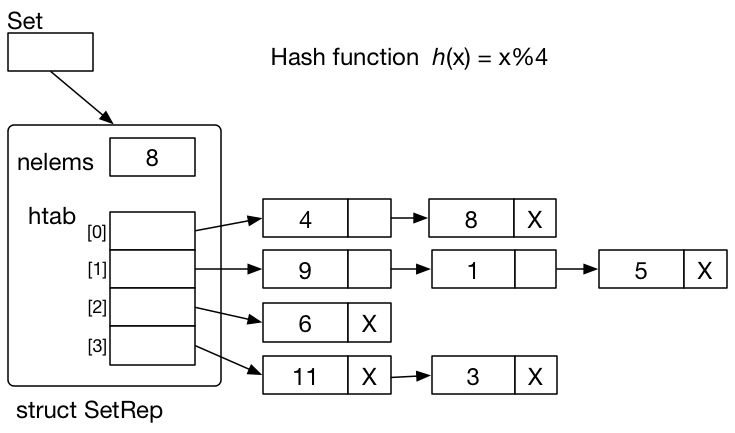 Set
Hash function h(x) = x%4
nelems 8
htab
[0] 4 8 X
[1] 9 1 5 X
[2] 6 X
[3] 11 X 3 X
struct SetRep